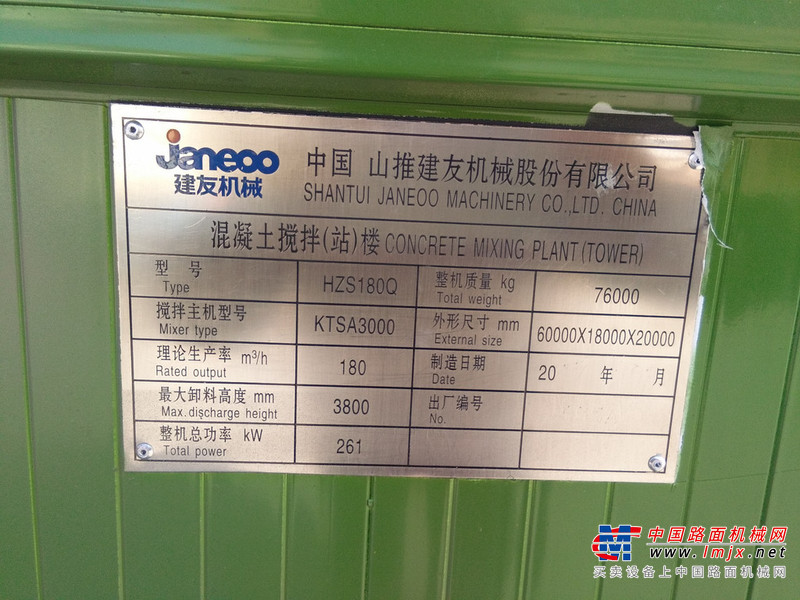 Janeoo
建友机械
中国 山推建友机械股份有限公司
SHANTUI JANEOO MACHINERY CO.,LTD. CHINA
混凝土搅拌(站)楼 CONCRETE MIXING PLANT (TOWER)
型 号 HZS180Q 整机质量 kg 76000
Type Total weight
搅拌主机型号 KTSA3000 外形尺寸 mm 60000X18000X20000
Mixer type External size
理论生产率 m³/h 180 制造日期 20 年 月
Rated output Date
最大卸料高度 mm 3800 出厂编号
Max.discharge height No.
整机总功率 kW 261
Total power
中国路面机械网
www.lmjx.net
买卖设备上中国路面机械网